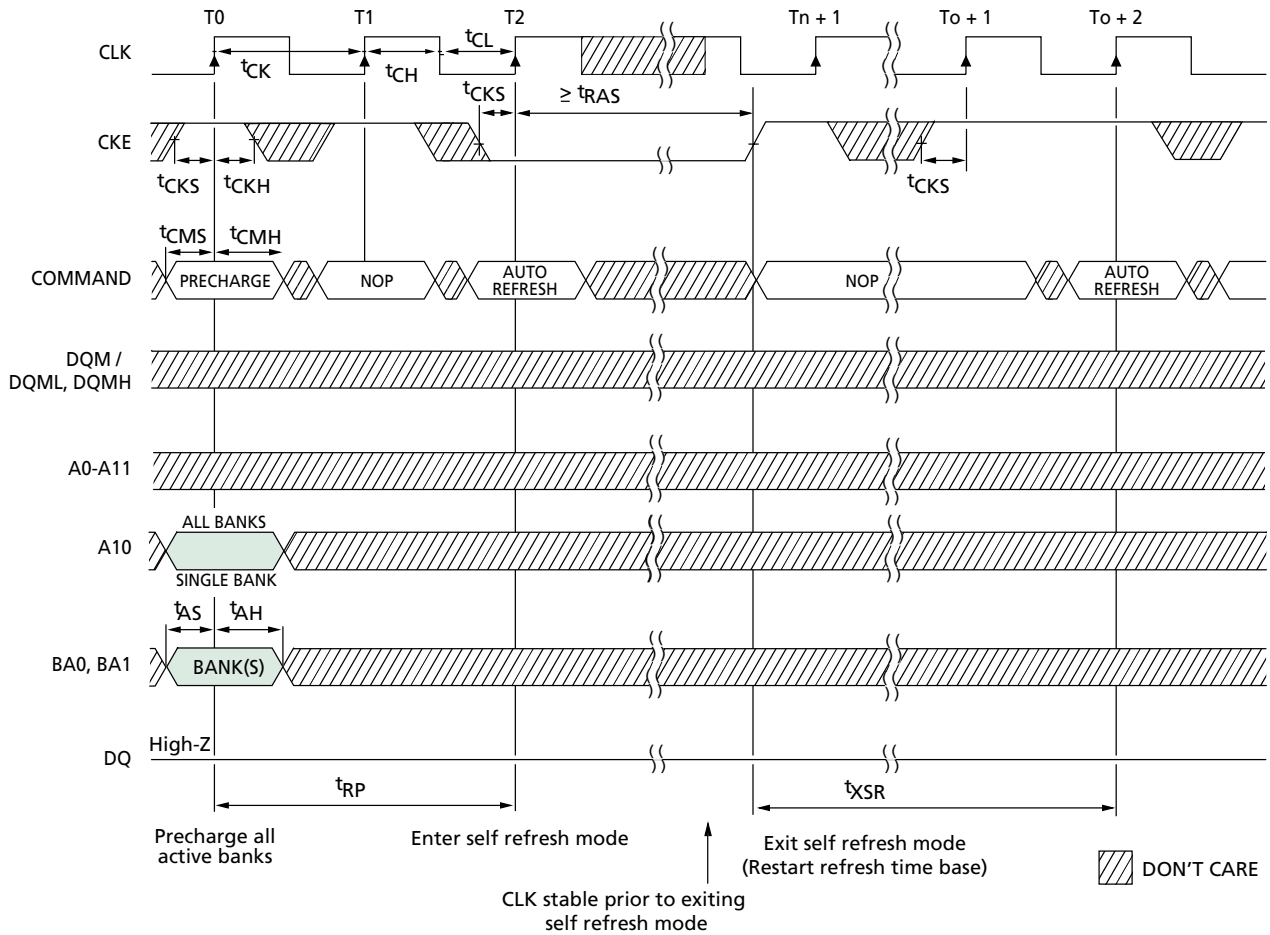 T0 T1 T2 Tn + 1 To + 1 To + 2
CLK
tCK tCH tCL
tCKS ≥ tRAS
CKE
tCKS tCKH tCKS
tCMS tCMH
COMMAND PRECHARGE NOP AUTO REFRESH NOP AUTO REFRESH
DQM /
DQML, DQMH
A0-A11
ALL BANKS
A10
SINGLE BANK
tAS tAH
BA0, BA1 BANK(S)
High-Z
DQ
tRP tXSR
Precharge all
active banks
Enter self refresh mode
CLK stable prior to exiting
self refresh mode
Exit self refresh mode
(Restart refresh time base)
DON'T CARE